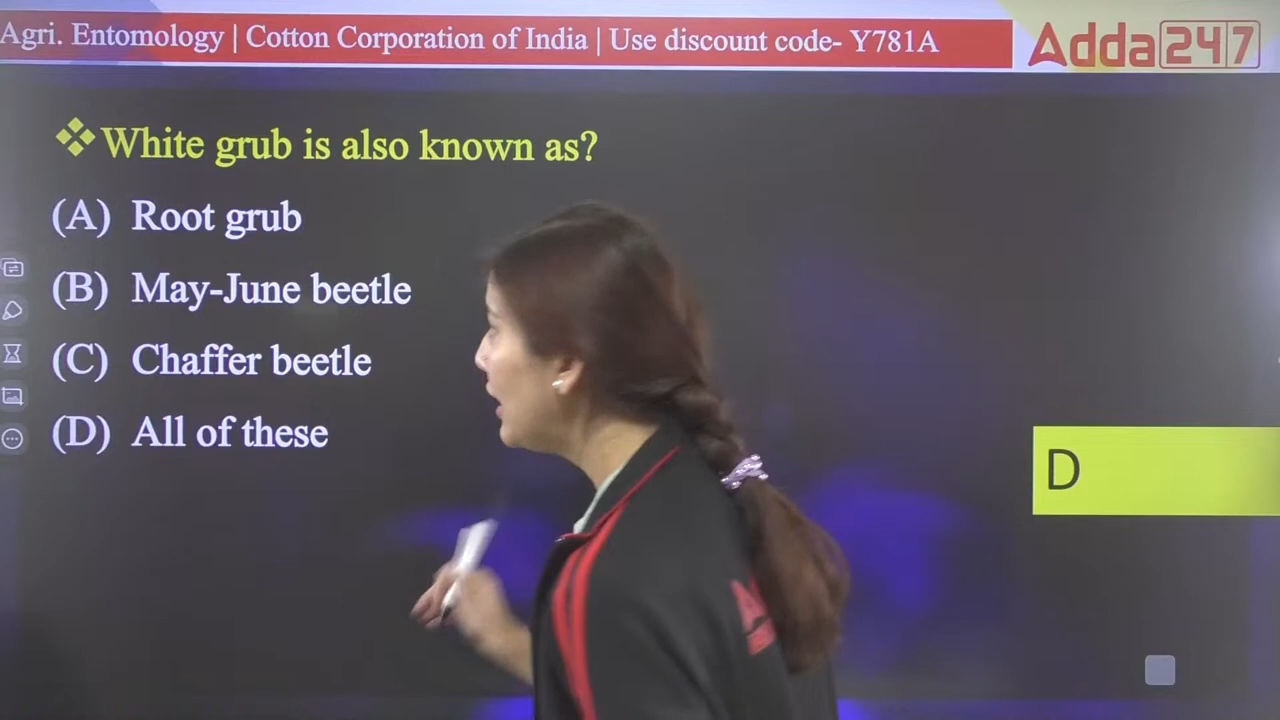 Agri. Entomology | Cotton Corporation of India | Use discount code- Y781A
Adda247
White grub is also known as?
(A) Root grub
(B) May-June beetle
(C) Chaffer beetle
(D) All of these
D